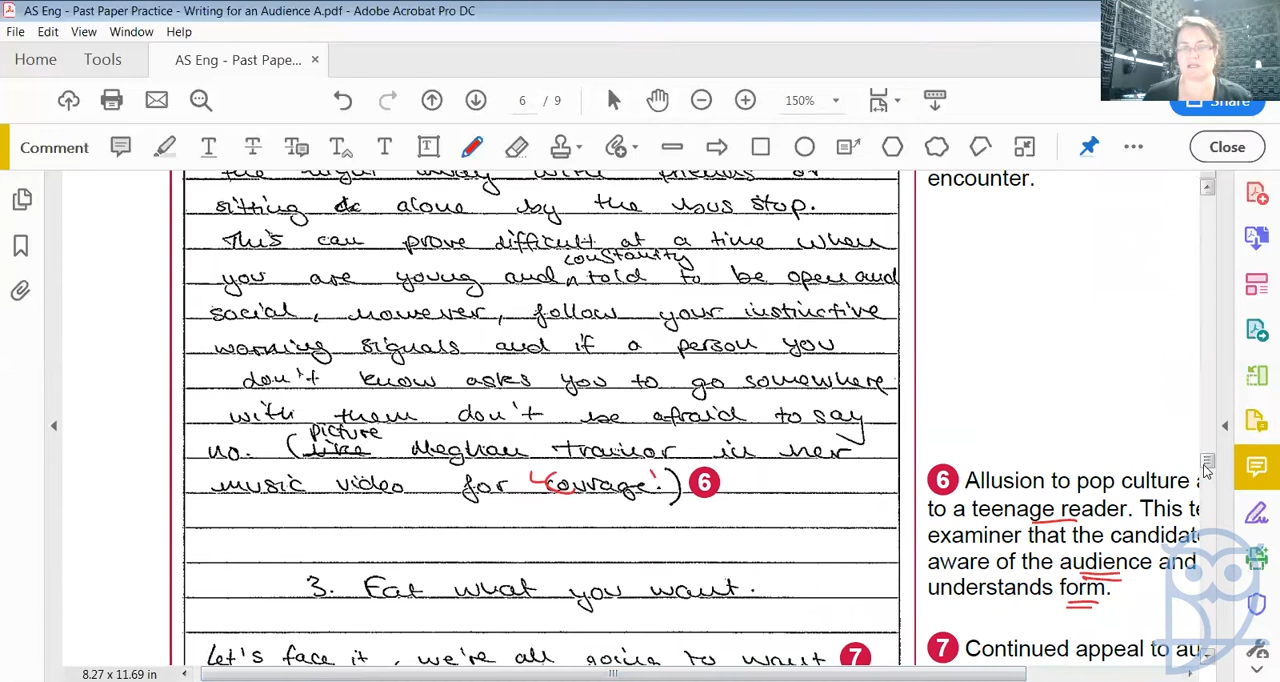 AS Eng - Past Paper Practice - Writing for an Audience A.pdf - Adobe Acrobat Pro DC
File Edit View Window Help
Home Tools AS Eng - Past Pape... ×
6 / 9 150% Share
Comment Close
encounter.
sitting alone by the bus stop.
This can prove difficult at a time when
constantly
you are young and told to be open and
social, however, follow your instinctive
warning signals and if a person you
don't know asks you to go somewhere
with them don't be afraid to say
picture
no. (like Meghan Trainor in her
music video for 'courage'.) 6
3. Eat what you want.
Let's face it, we're all going to want 7
6 Allusion to pop culture
to a teenage reader. This
examiner that the
aware of the audience and
understands form.
7 Continued appeal to
8.27 x 11.69 in